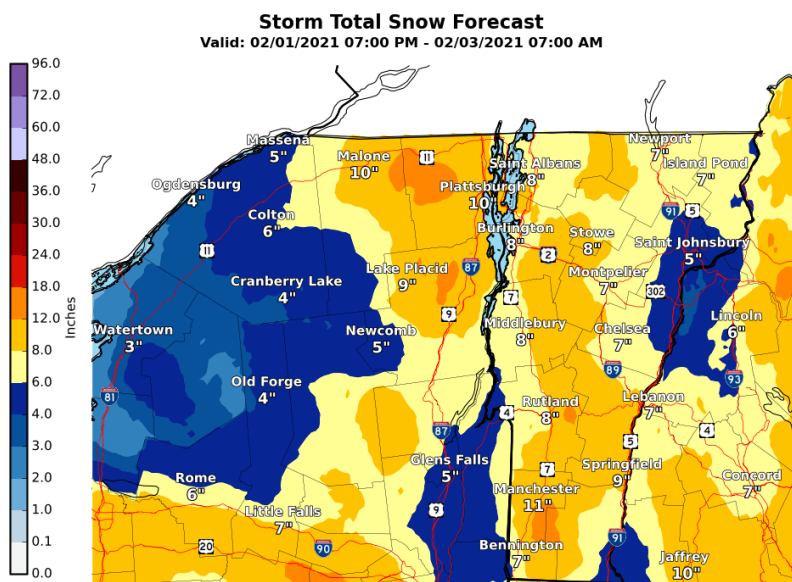 Storm Total Snow Forecast
Valid: 02/01/2021 07:00 PM - 02/03/2021 07:00 AM
96.0
72.0
60.0
48.0
36.0
30.0
24.0
18.0
12.0
8.0
6.0
4.0
3.0
2.0
1.0
0.1
0.0
Inches
Massena
5"
Malone
10"
11
Saint Albans
8"
Newport
7"
Island Pond
7"
Ogdensburg
4"
Plattsburgh
10"
Colton
6"
91
5
11
Burlington
8"
Stowe
8"
2
Saint Johnsbury
5"
Lake Placid
9"
87
Cranberry Lake
4"
Montpelier
7"
302
7
9
Watertown
3"
Newcomb
5"
Middlebury
8"
Chelsea
7"
Lincoln
6"
89
93
Old Forge
4"
81
Rutland
8"
4
Lebanon
7"
87
4
5
Glens Falls
5"
Springfield
9"
7
Rome
6"
Manchester
11"
Concord
7"
Little Falls
7"
9
20
90
91
Bennington
7"
Jaffrey
10"